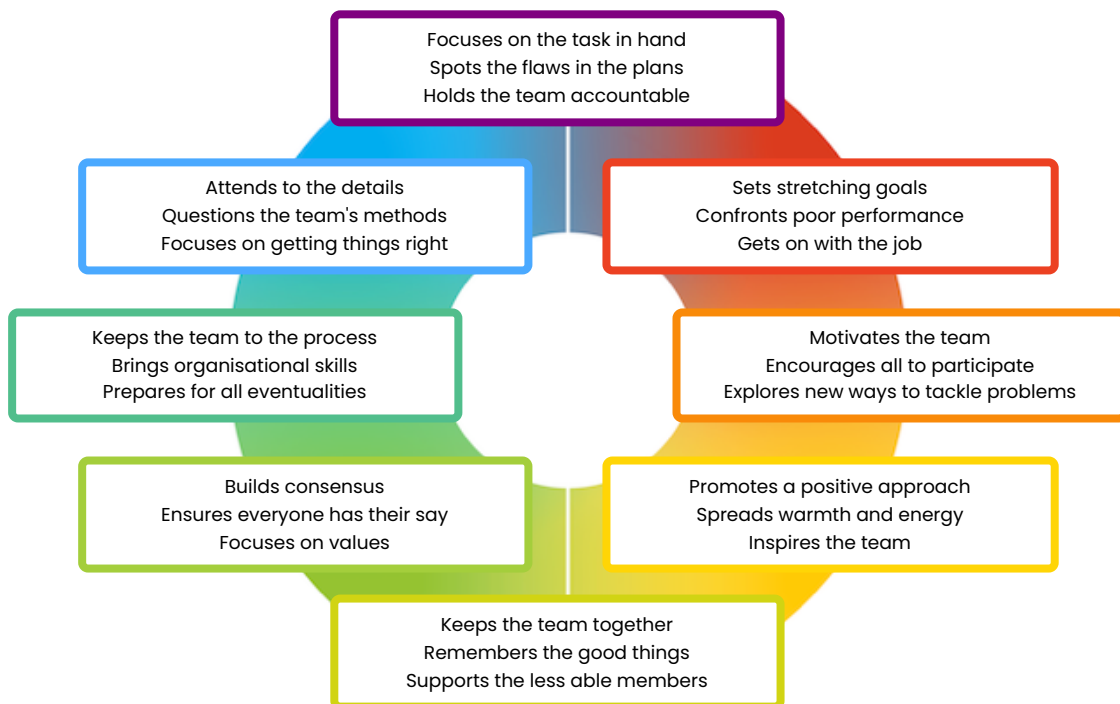 Focuses on the task in hand
Spots the flaws in the plans
Holds the team accountable
Attends to the details
Questions the team's methods
Focuses on getting things right
Sets stretching goals
Confronts poor performance
Gets on with the job
Keeps the team to the process
Brings organisational skills
Prepares for all eventualities
Motivates the team
Encourages all to participate
Explores new ways to tackle problems
Builds consensus
Ensures everyone has their say
Focuses on values
Promotes a positive approach
Spreads warmth and energy
Inspires the team
Keeps the team together
Remembers the good things
Supports the less able members